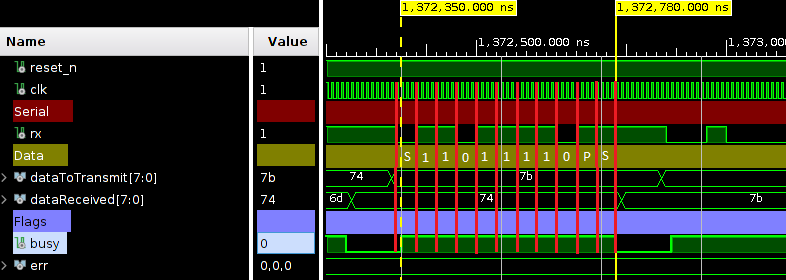 1,372,350.000 ns 1,372,780.000 ns
Name Value 1,372,500.000 ns 1,373,0
reset_n 1
clk 1
Serial
rx 1
Data S 1 1 0 1 1 1 1 0 P S
dataToTransmit[7:0] 7b 74 7b
dataReceived[7:0] 74 6d 74 7b
Flags
busy 0
err 0,0,0